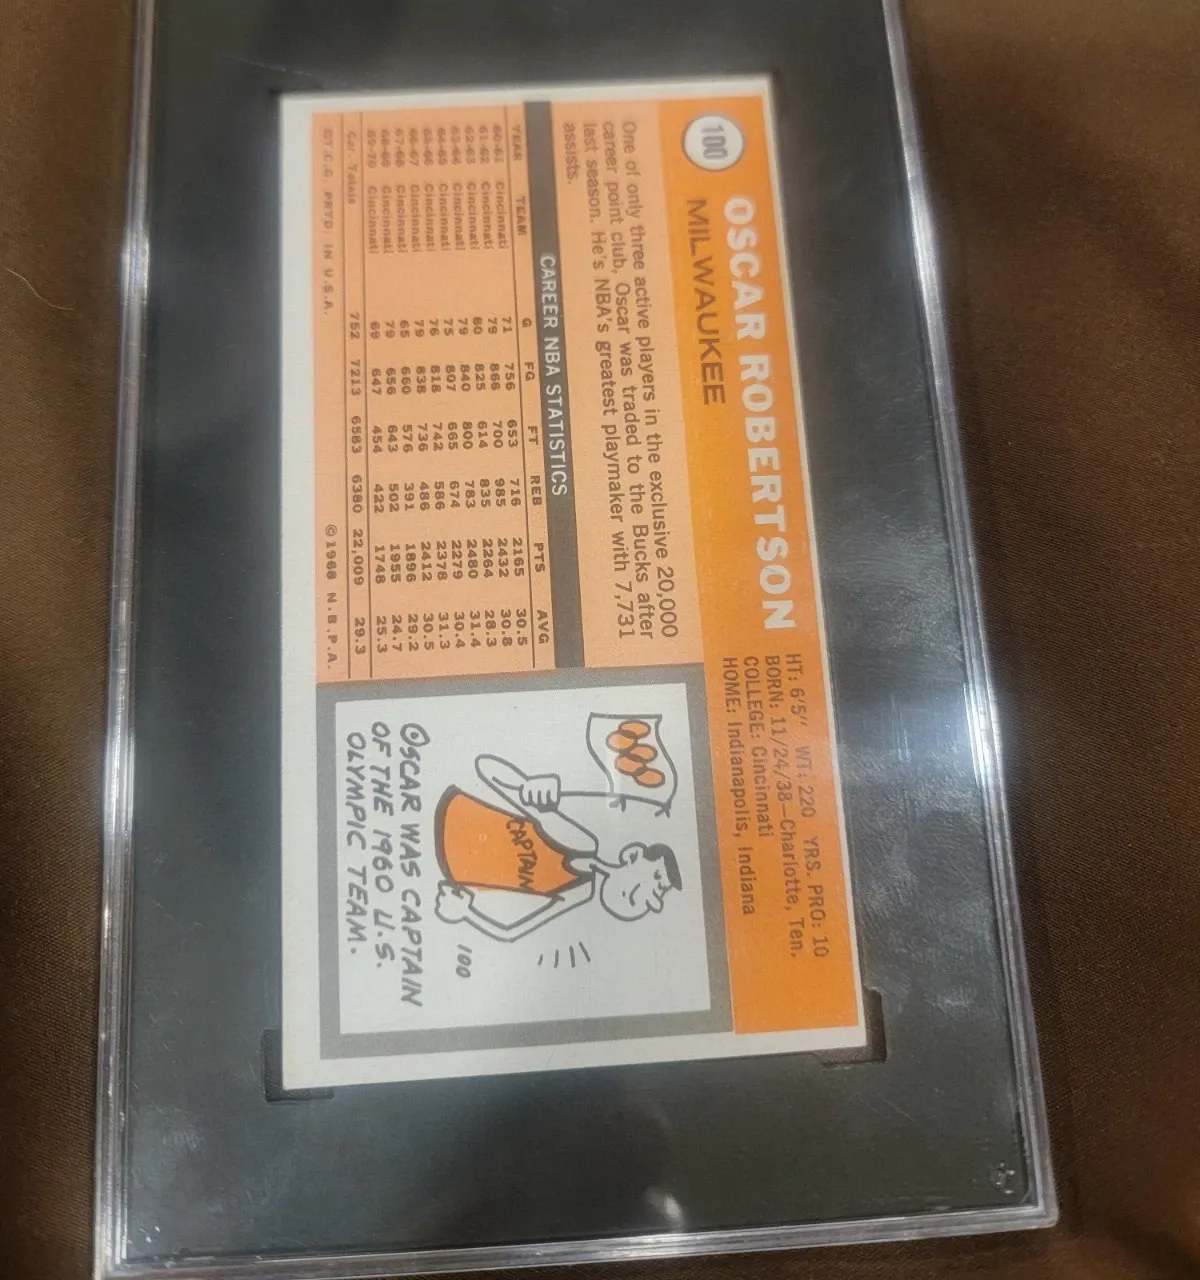 100
OSCAR ROBERTSON
MILWAUKEE
HT: 6'5" WT: 220 YRS. PRO: 10
BORN: 11/24/38—Charlotte, Ten.
COLLEGE: Cincinnati
HOME: Indianapolis, Indiana
One of only three active players in the exclusive 20,000
career point club, Oscar was traded to the Bucks after
last season. He's NBA's greatest playmaker with 7,731
assists.
CAREER NBA STATISTICS
YEAR TEAM G FG FT REB PTS AVG
60-61 Cincinnati 71 756 653 716 2165 30.5
61-62 Cincinnati 79 866 700 985 2432 30.8
62-63 Cincinnati 80 825 614 835 2264 28.3
63-64 Cincinnati 79 840 800 783 2480 31.4
64-65 Cincinnati 75 807 665 674 2279 30.4
65-66 Cincinnati 76 818 742 586 2378 31.3
66-67 Cincinnati 79 838 736 486 2412 30.5
67-68 Cincinnati 65 660 576 391 1896 29.2
68-69 Cincinnati 79 656 643 502 1955 24.7
69-70 Cincinnati 69 647 454 422 1748 25.3
Car. Totals 752 7213 6583 6380 22,009 29.3
©T.C.G. PRTD. IN U.S.A. ©1968 N.B.P.A.
CAPTAIN
100
OSCAR WAS CAPTAIN
OF THE 1960 U.S.
OLYMPIC TEAM.